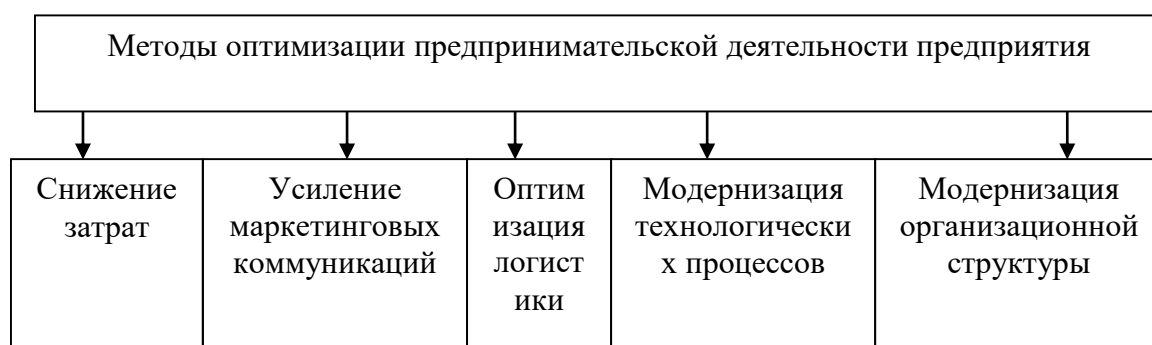 Методы оптимизации предпринимательской деятельности предприятия
Снижение
затрат
Усиление
маркетинговых
коммуникаций
Оптим
изация
логист
ики
Модернизация
технологически
х процессов
Модернизация
организационной
структуры